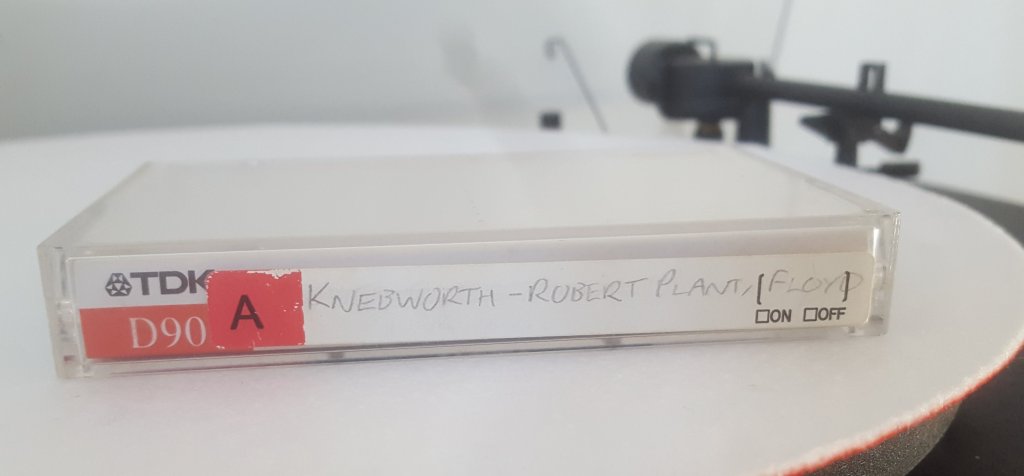 TDK
D90
A
KNEBWORTH - ROBERT PLANT, [FLOYD]
ON OFF